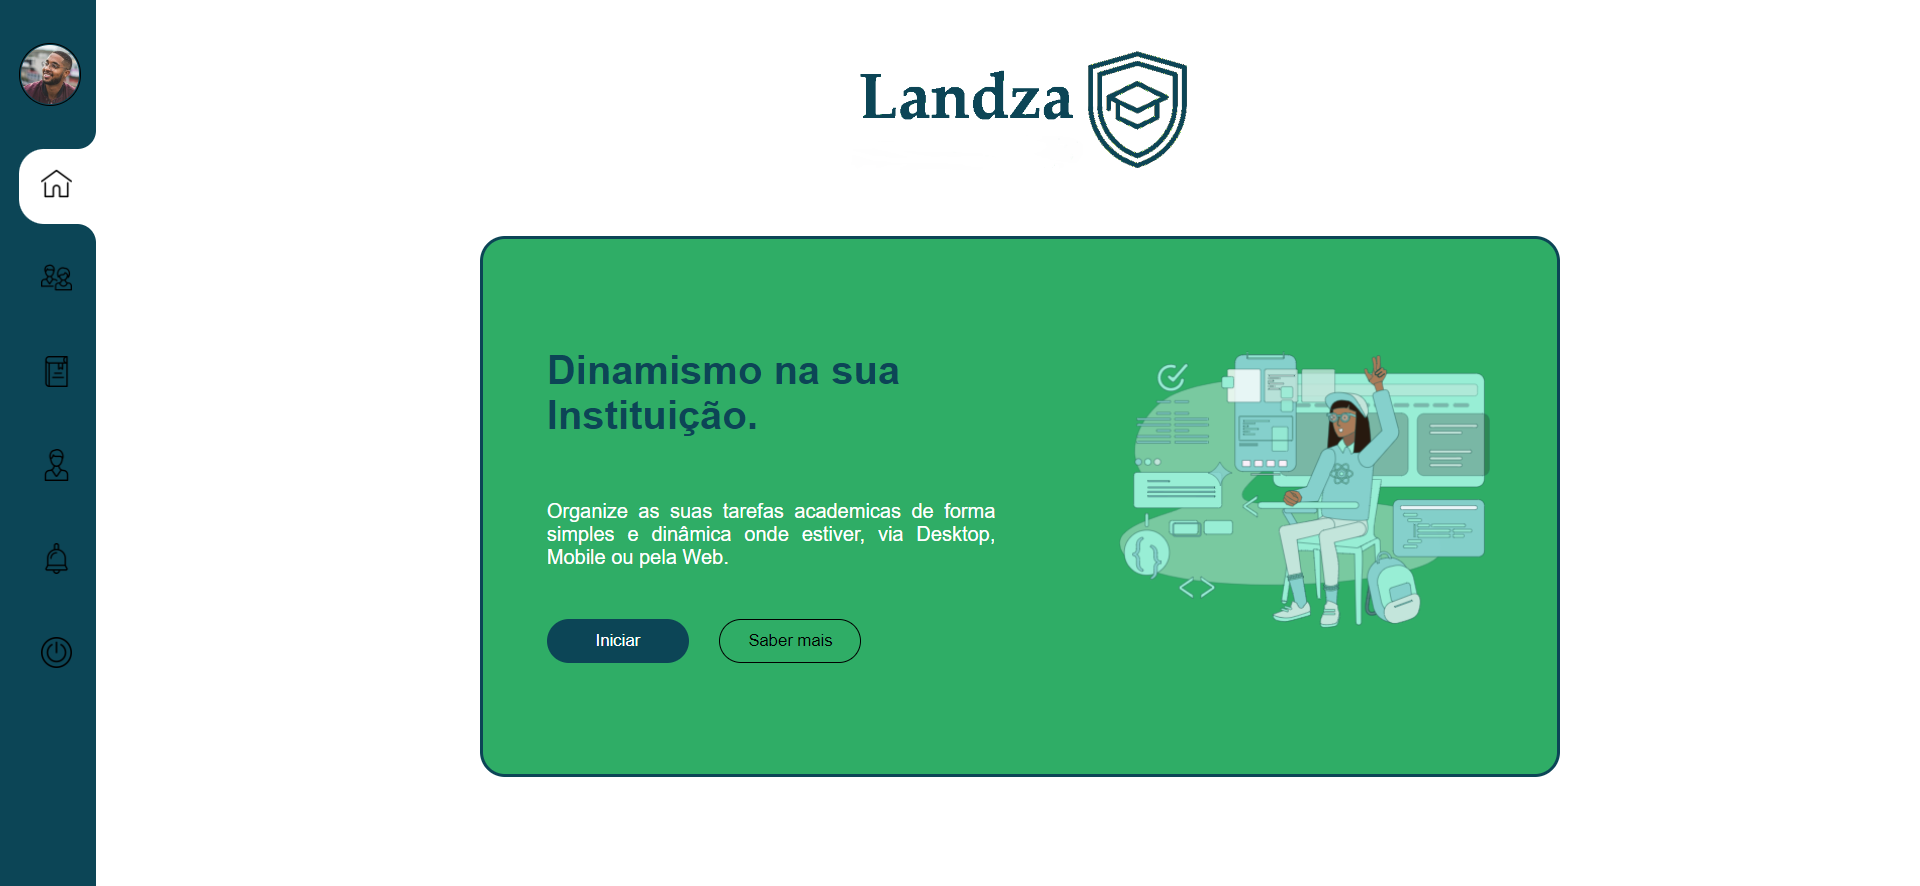 Landza
Dinamismo na sua
Instituição.
Organize as suas tarefas academicas de forma
simples e dinâmica onde estiver, via Desktop,
Mobile ou pela Web.
Iniciar
Saber mais